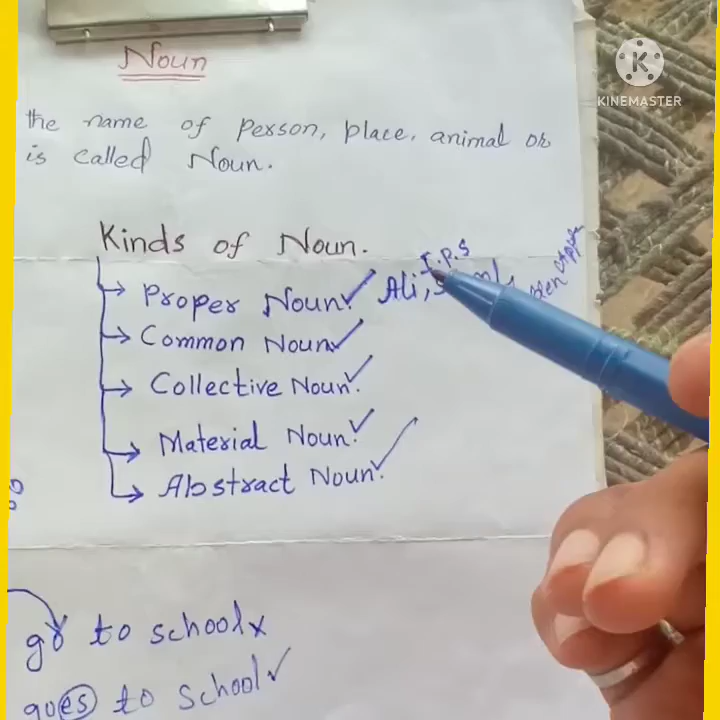 Noun
the name of person, place, animal or
is called Noun.
Kinds of Noun.
I.P.S
Proper Noun. Ali,
Common Noun
Collective Noun.
Material Noun.
Abstract Noun.
go to school x
goes to school
K
KINEMASTER